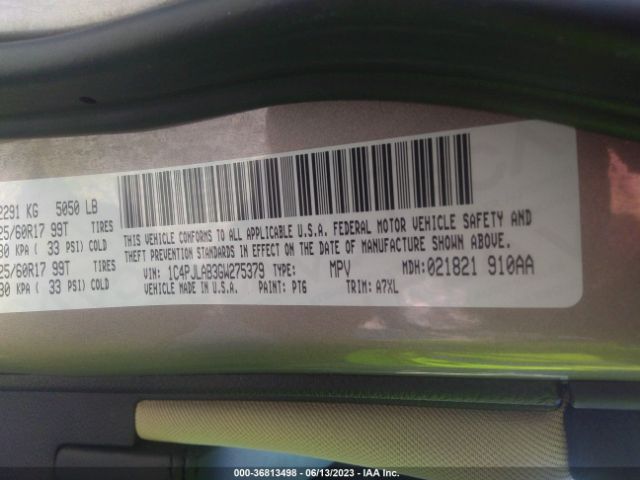 2291 KG 5050 LB
25/60R17 99T TIRES
30 KPA ( 33 PSI) COLD
25/60R17 99T TIRES
30 KPA ( 33 PSI) COLD
THIS VEHICLE CONFORMS TO ALL APPLICABLE U.S.A. FEDERAL MOTOR VEHICLE SAFETY AND
THEFT PREVENTION STANDARDS IN EFFECT ON THE DATE OF MANUFACTURE SHOWN ABOVE.
VIN: 1C4PJLAB3GW275379 TYPE: MPV MDH:021821 910AA
VEHICLE MADE IN U.S.A. PAINT: PT6 TRIM: A7XL
000-36813498 - 06/13/2023 - IAA Inc.